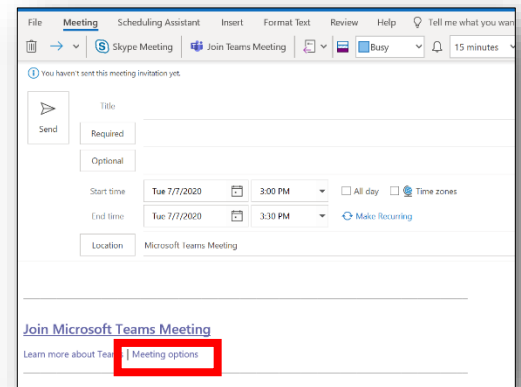 File Meeting Scheduling Assistant Insert Format Text Review Help Tell me what you wan
Skype Meeting Join Teams Meeting Busy 15 minutes
You haven't sent this meeting invitation yet.
Send
Title
Required
Optional
Start time Tue 7/7/2020 3:00 PM All day Time zones
End time Tue 7/7/2020 3:30 PM Make Recurring
Location Microsoft Teams Meeting
Join Microsoft Teams Meeting
Learn more about Teams | Meeting options